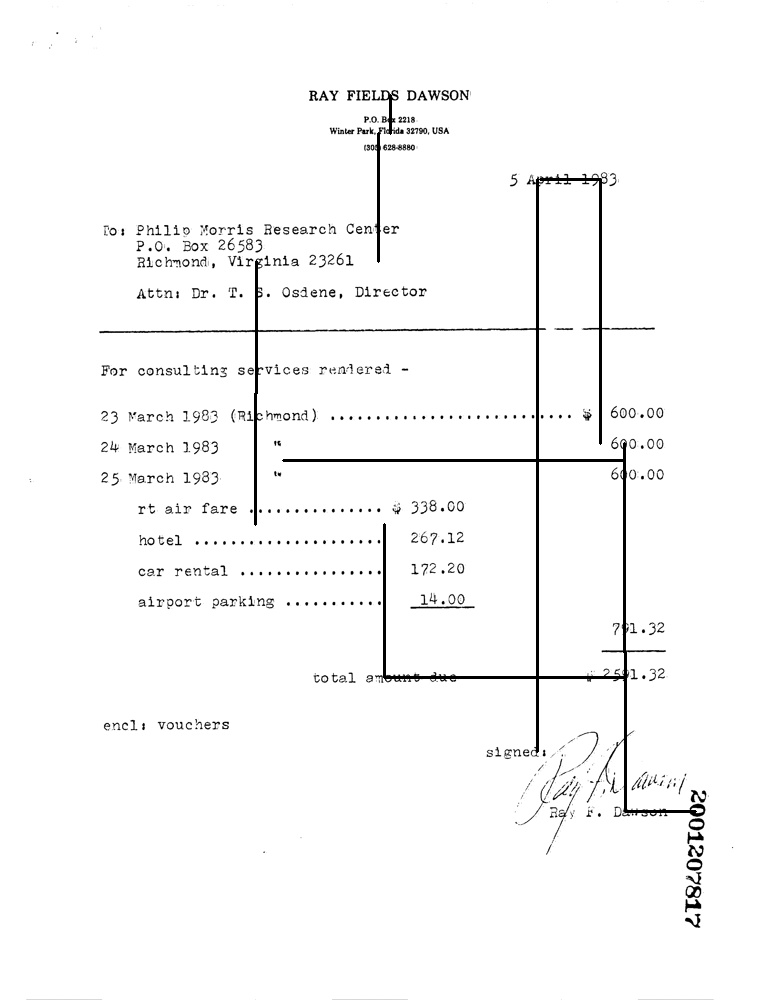 RAY FIELDS DAWSON
P.O. Box 2218
Winter Park, Florida 32790, USA
(305) 628-8880
5 April 1983
To: Philip Morris Research Center
P.O. Box 26583
Richmond, Virginia 23261
Attn: Dr. T. S. Osdene, Director
For consulting services rendered -
23 March 1983 (Richmond) ........................... $ 600.00
24 March 1983 " 600.00
25 March 1983 " 600.00
rt air fare ............... $ 338.00
hotel ..................... 267.12
car rental ................ 172.20
airport parking ........... 14.00
791.32
total amount due $ 2591.32
encl: vouchers
signed:
Ray F. Dawson
Ray F. Dawson
2001207817